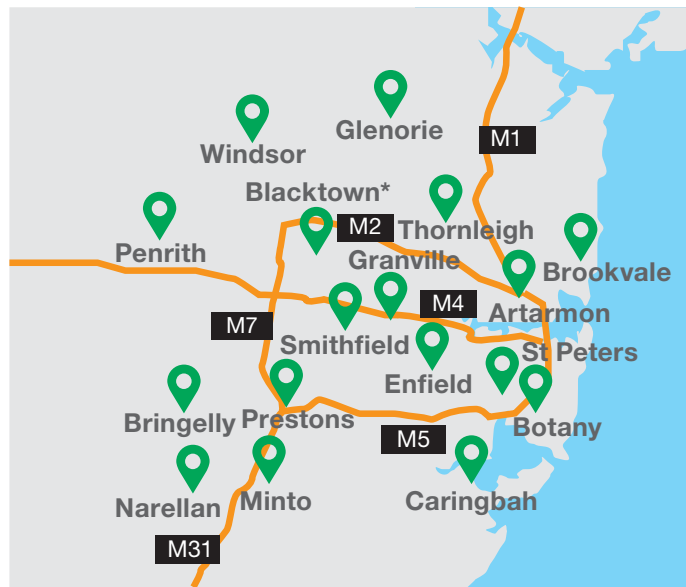 Glenorie
M1
Windsor
Blacktown*
M2
Thornleigh
Penrith
Granville
Brookvale
M4
Artarmon
M7
Smithfield
St Peters
Enfield
Bringelly
Prestons
Botany
M5
Narellan
Minto
Caringbah
M31